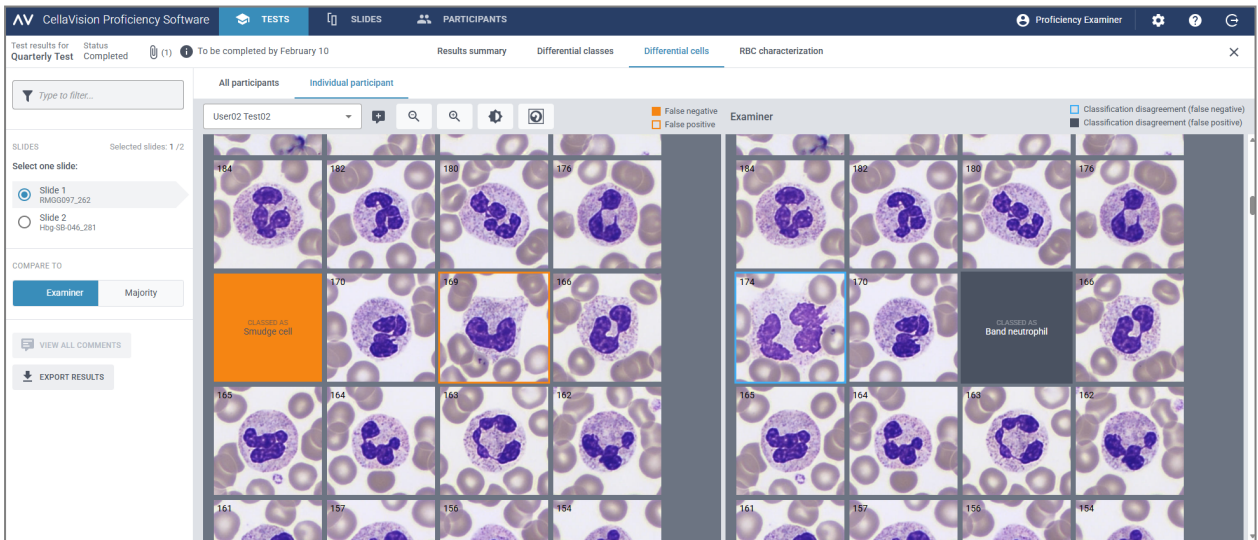 CellaVision Proficiency Software
TESTS
SLIDES
PARTICIPANTS
Proficiency Examiner
Test results for
Quarterly Test
Status
Completed
(1)
To be completed by February 10
Results summary
Differential classes
Differential cells
RBC characterization
Type to filter...
SLIDES
Selected slides: 1 /2
Select one slide:
Slide 1
RMGG097_262
Slide 2
Hbg-SB-046_281
COMPARE TO
Examiner
Majority
VIEW ALL COMMENTS
EXPORT RESULTS
All participants
Individual participant
User02 Test02
False negative
False positive
184
182
180
176
CLASSED AS
Smudge cell
170
169
166
165
164
163
162
161
157
156
154
Examiner
Classification disagreement (false negative)
Classification disagreement (false positive)
184
182
180
176
174
170
CLASSED AS
Band neutrophil
166
165
164
163
162
161
157
156
154